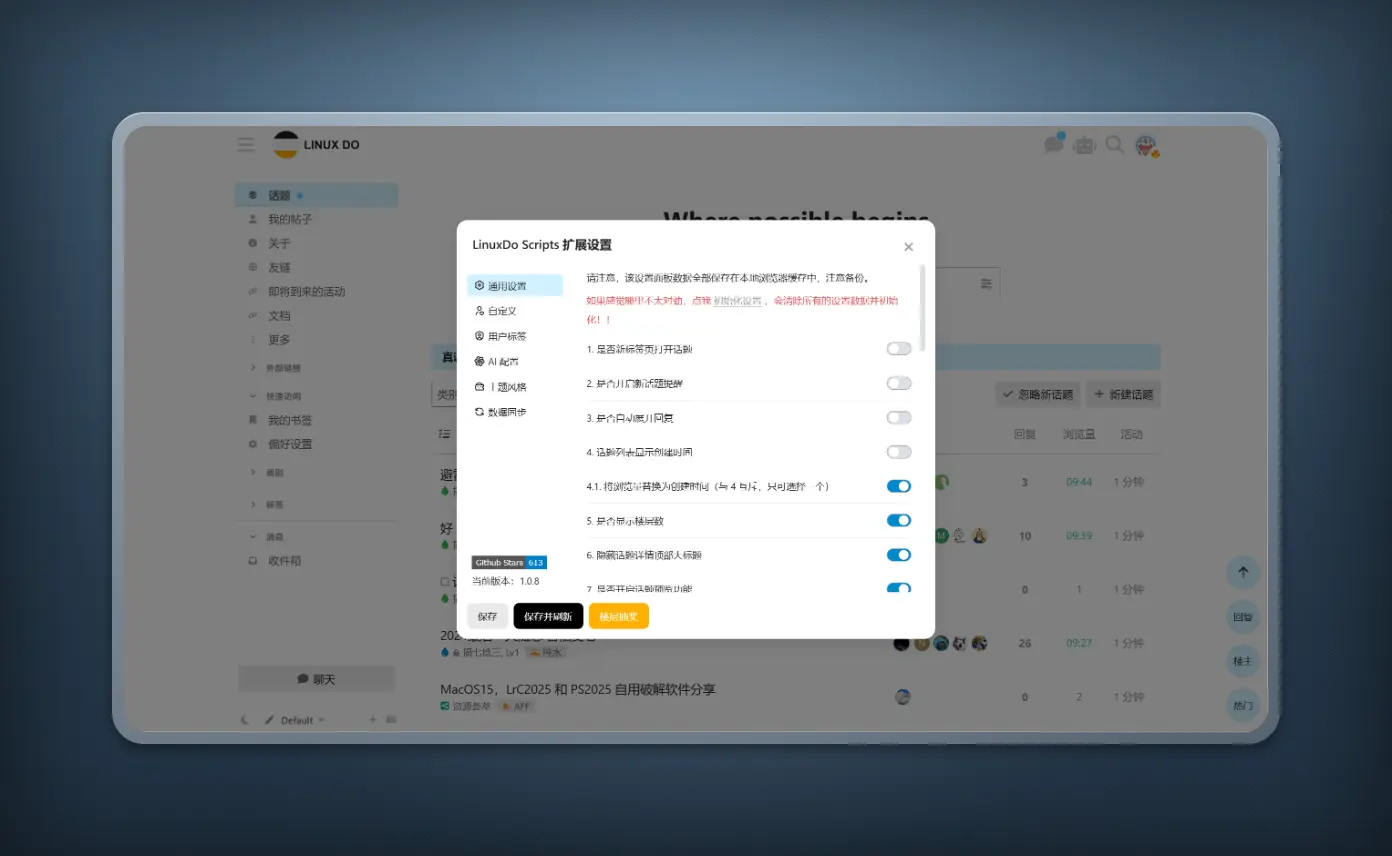 LINUX DO
话题
我的帖子
关于
友链
即将到来的活动
文档
更多
外部链接
快速访问
我的书签
偏好设置
类别
标签
消息
收件箱
聊天
Default
Where possible begins
LinuxDo Scripts 扩展设置
通用设置
自定义
用户标签
AI 配置
主题风格
数据同步
Github Stars 613
当前版本：1.0.8
请注意，该设置面板数据全部保存在本地浏览器缓存中，注意备份。
如果感觉哪里不太对劲，点我 初始化设置 ，会清除所有的设置数据并初始
化！！
1. 是否新标签页打开话题
2. 是否开启新话题提醒
3. 是否自动展开回复
4. 话题列表显示创建时间
4.1. 将浏览量替换为创建时间（与 4 互斥，只可选择一个）
5. 是否显示楼层数
6. 隐藏话题详情顶部大标题
7. 是否开启话题预览功能
保存
保存并刷新
楼层抽奖
类别
忽略新话题
+ 新建话题
回复
浏览量
活动
避
3
09:44
1 分钟
好
10
09:39
1 分钟
0
1
1 分钟
26
09:27
1 分钟
搞七捻三, Lv1
纯水
MacOS15，LrC2025 和 PS2025 自用破解软件分享
资源荟萃
AFF
0
2
1 分钟
回复
楼主
热门